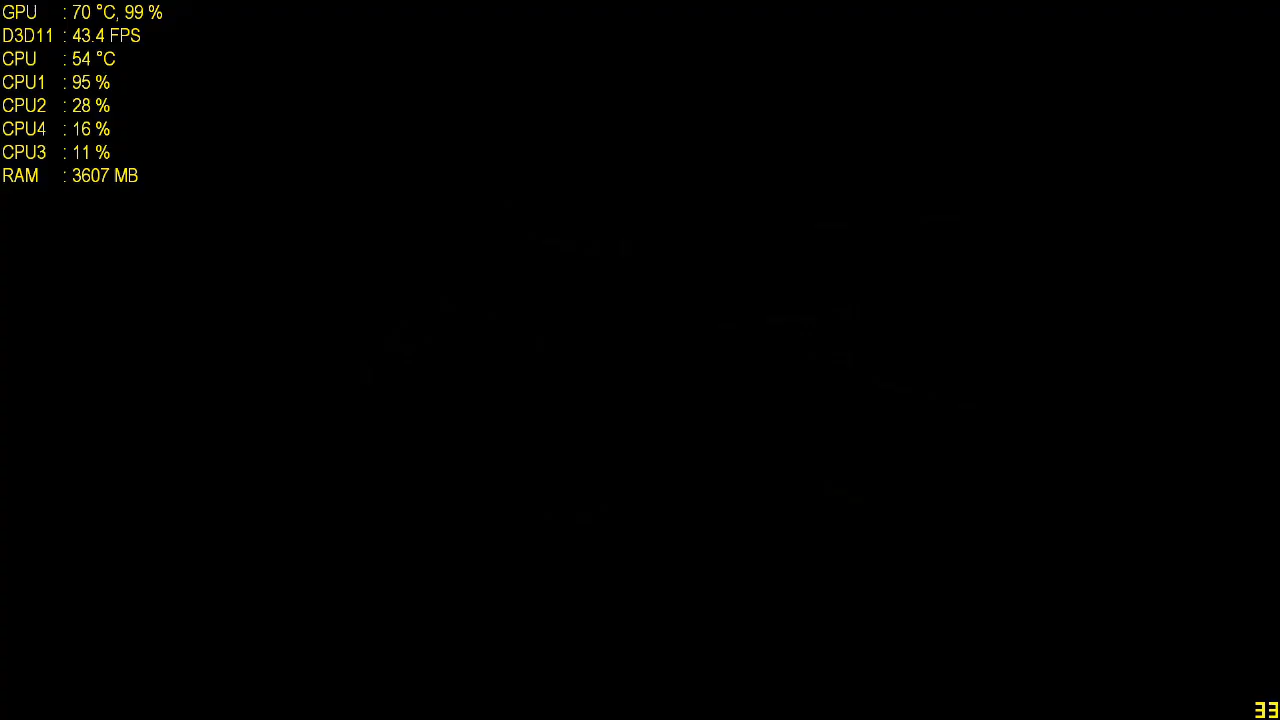 GPU : 70 °C, 99 %
D3D11 : 43.4 FPS
CPU : 54 °C
CPU1 : 95 %
CPU2 : 28 %
CPU4 : 16 %
CPU3 : 11 %
RAM : 3607 MB
33